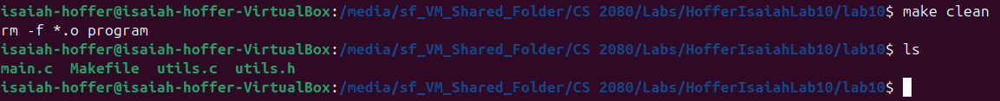 isaiah-hoffer@isaiah-hoffer-VirtualBox:/media/sf_VM_Shared_Folder/CS 2080/Labs/HofferIsaiahLab10/lab10$ make clean
rm -f *.o program
isaiah-hoffer@isaiah-hoffer-VirtualBox:/media/sf_VM_Shared_Folder/CS 2080/Labs/HofferIsaiahLab10/lab10$ ls
main.c  Makefile  utils.c  utils.h
isaiah-hoffer@isaiah-hoffer-VirtualBox:/media/sf_VM_Shared_Folder/CS 2080/Labs/HofferIsaiahLab10/lab10$